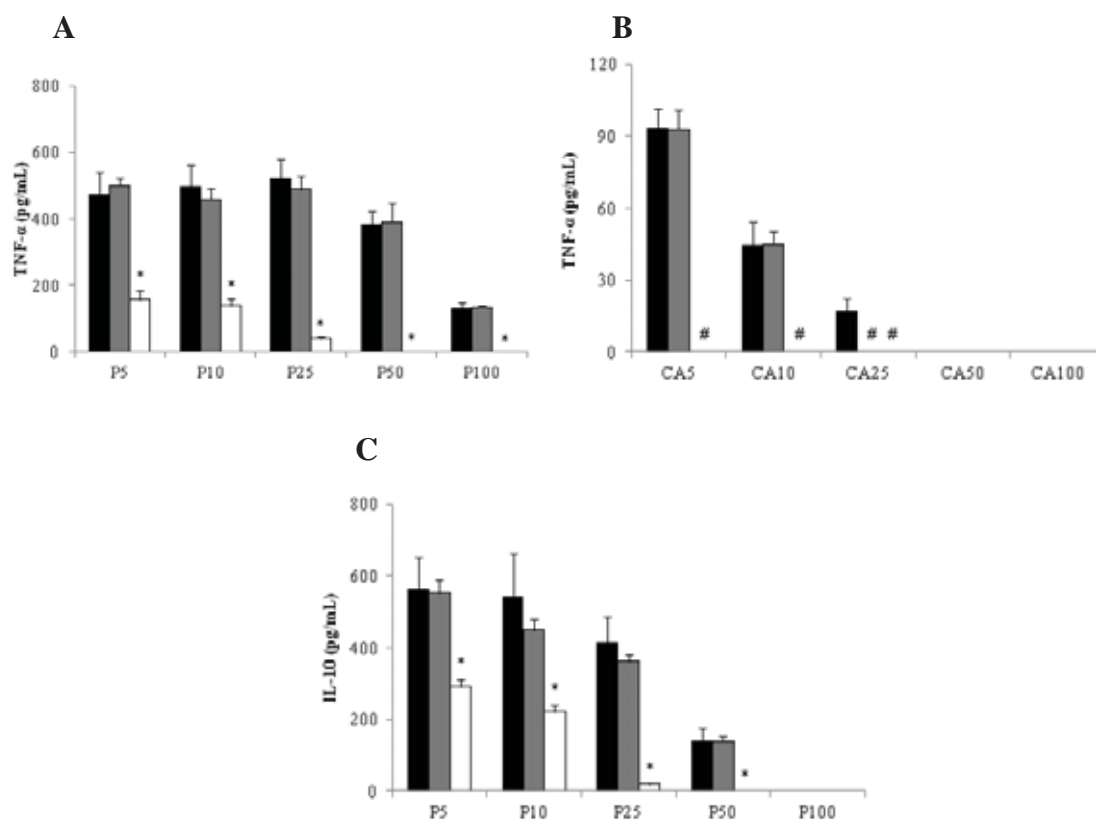 A
TNF-α (pg/mL)
800
600
400
200
0
* * * * *
P5 P10 P25 P50 P100
B
TNF-α (pg/mL)
120
90
60
30
0
# # # #
CA5 CA10 CA25 CA50 CA100
C
IL-10 (pg/mL)
800
600
400
200
0
* * * *
P5 P10 P25 P50 P100